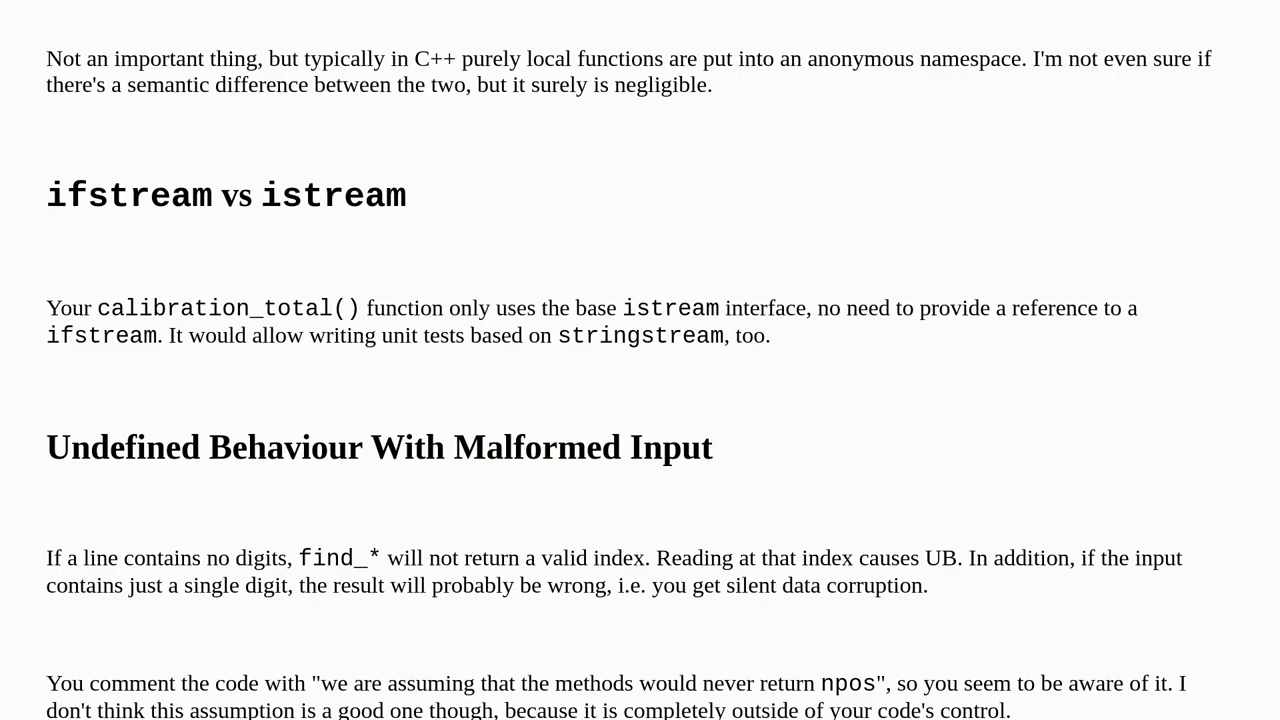 Not an important thing, but typically in C++ purely local functions are put into an anonymous namespace. I'm not even sure if
there's a semantic difference between the two, but it surely is negligible.
ifstream vs istream
Your calibration_total() function only uses the base istream interface, no need to provide a reference to a
ifstream. It would allow writing unit tests based on stringstream, too.
Undefined Behaviour With Malformed Input
If a line contains no digits, find_* will not return a valid index. Reading at that index causes UB. In addition, if the input
contains just a single digit, the result will probably be wrong, i.e. you get silent data corruption.
You comment the code with "we are assuming that the methods would never return npos", so you seem to be aware of it. I
don't think this assumption is a good one though, because it is completely outside of your code's control.